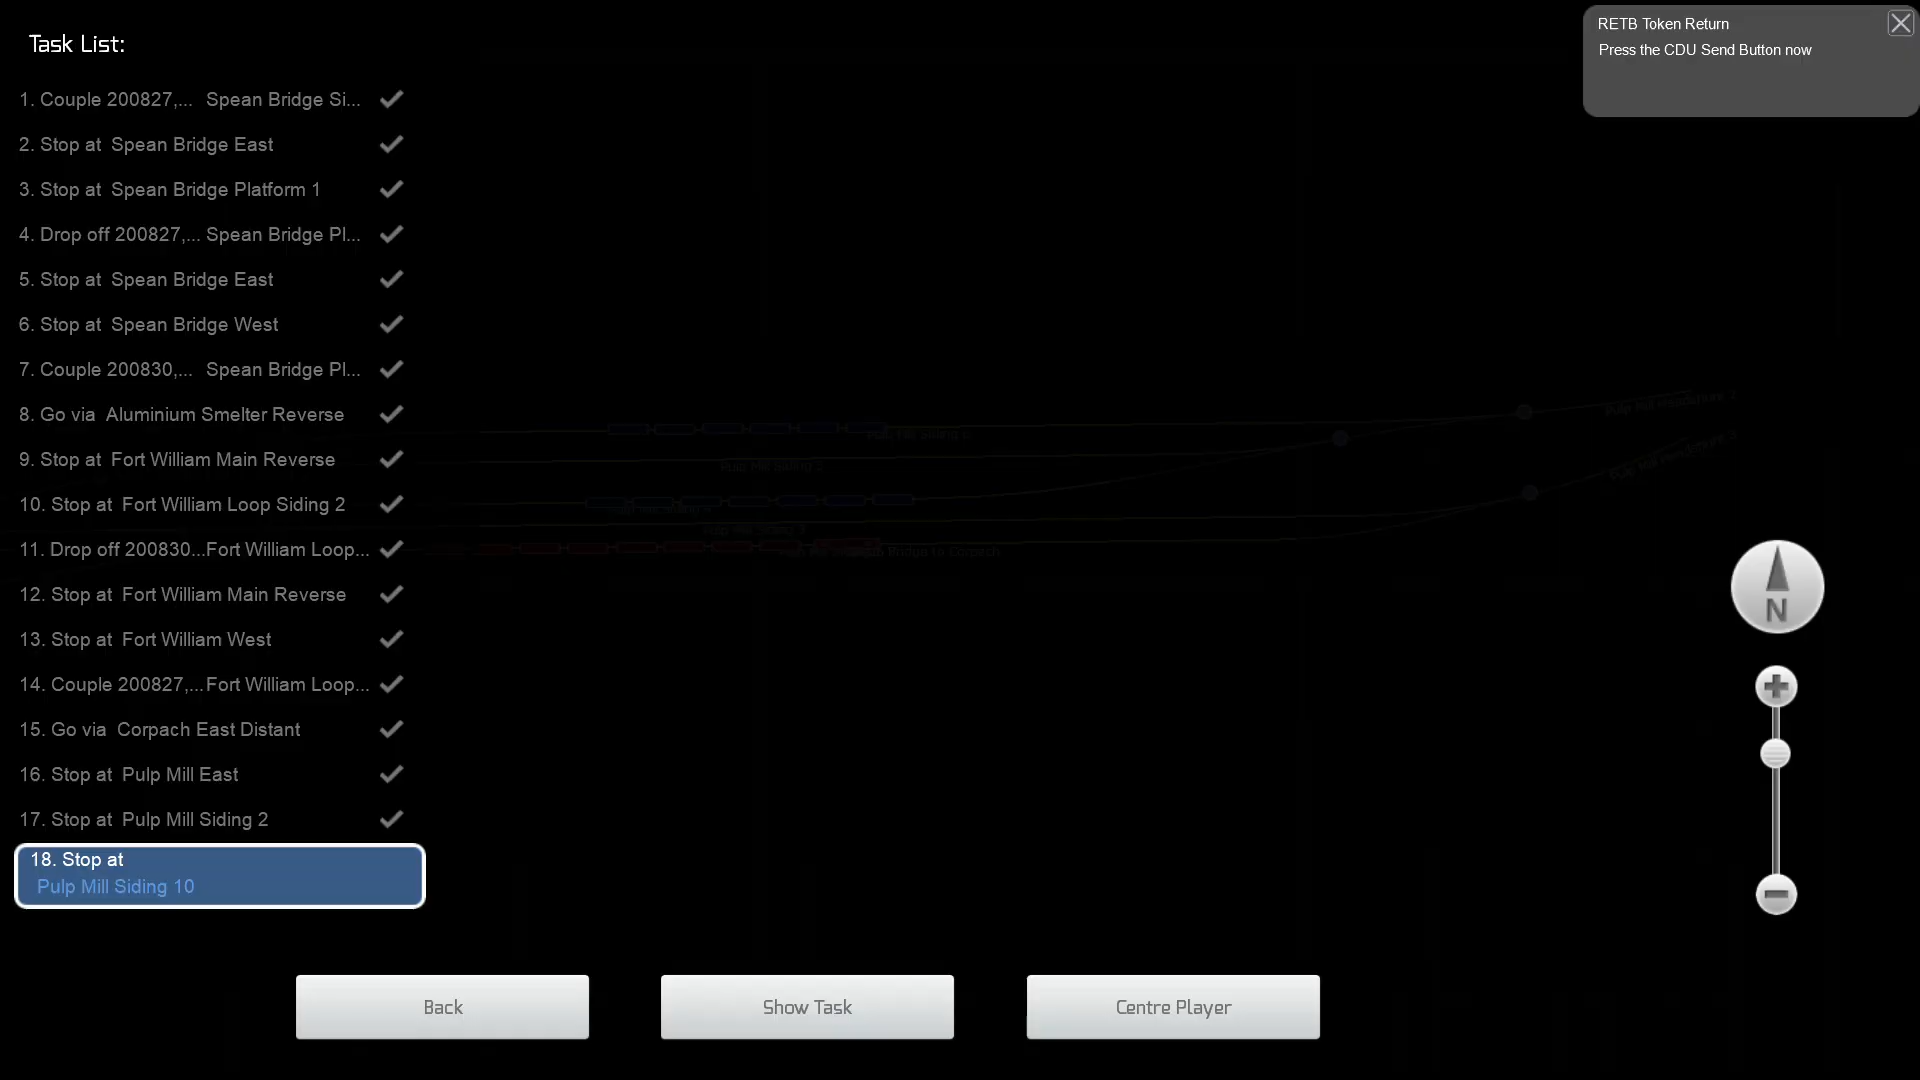 Task List:
RETB Token Return
Press the CDU Send Button now
1. Couple 200827,... Spean Bridge Si...
2. Stop at Spean Bridge East
3. Stop at Spean Bridge Platform 1
4. Drop off 200827,... Spean Bridge Pl...
5. Stop at Spean Bridge East
6. Stop at Spean Bridge West
7. Couple 200830,... Spean Bridge Pl...
8. Go via Aluminium Smelter Reverse
9. Stop at Fort William Main Reverse
10. Stop at Fort William Loop Siding 2
11. Drop off 200830...Fort William Loop...
12. Stop at Fort William Main Reverse
13. Stop at Fort William West
14. Couple 200827,...Fort William Loop...
15. Go via Corpach East Distant
16. Stop at Pulp Mill East
17. Stop at Pulp Mill Siding 2
18. Stop at
Pulp Mill Siding 10
N
Back
Show Task
Centre Player